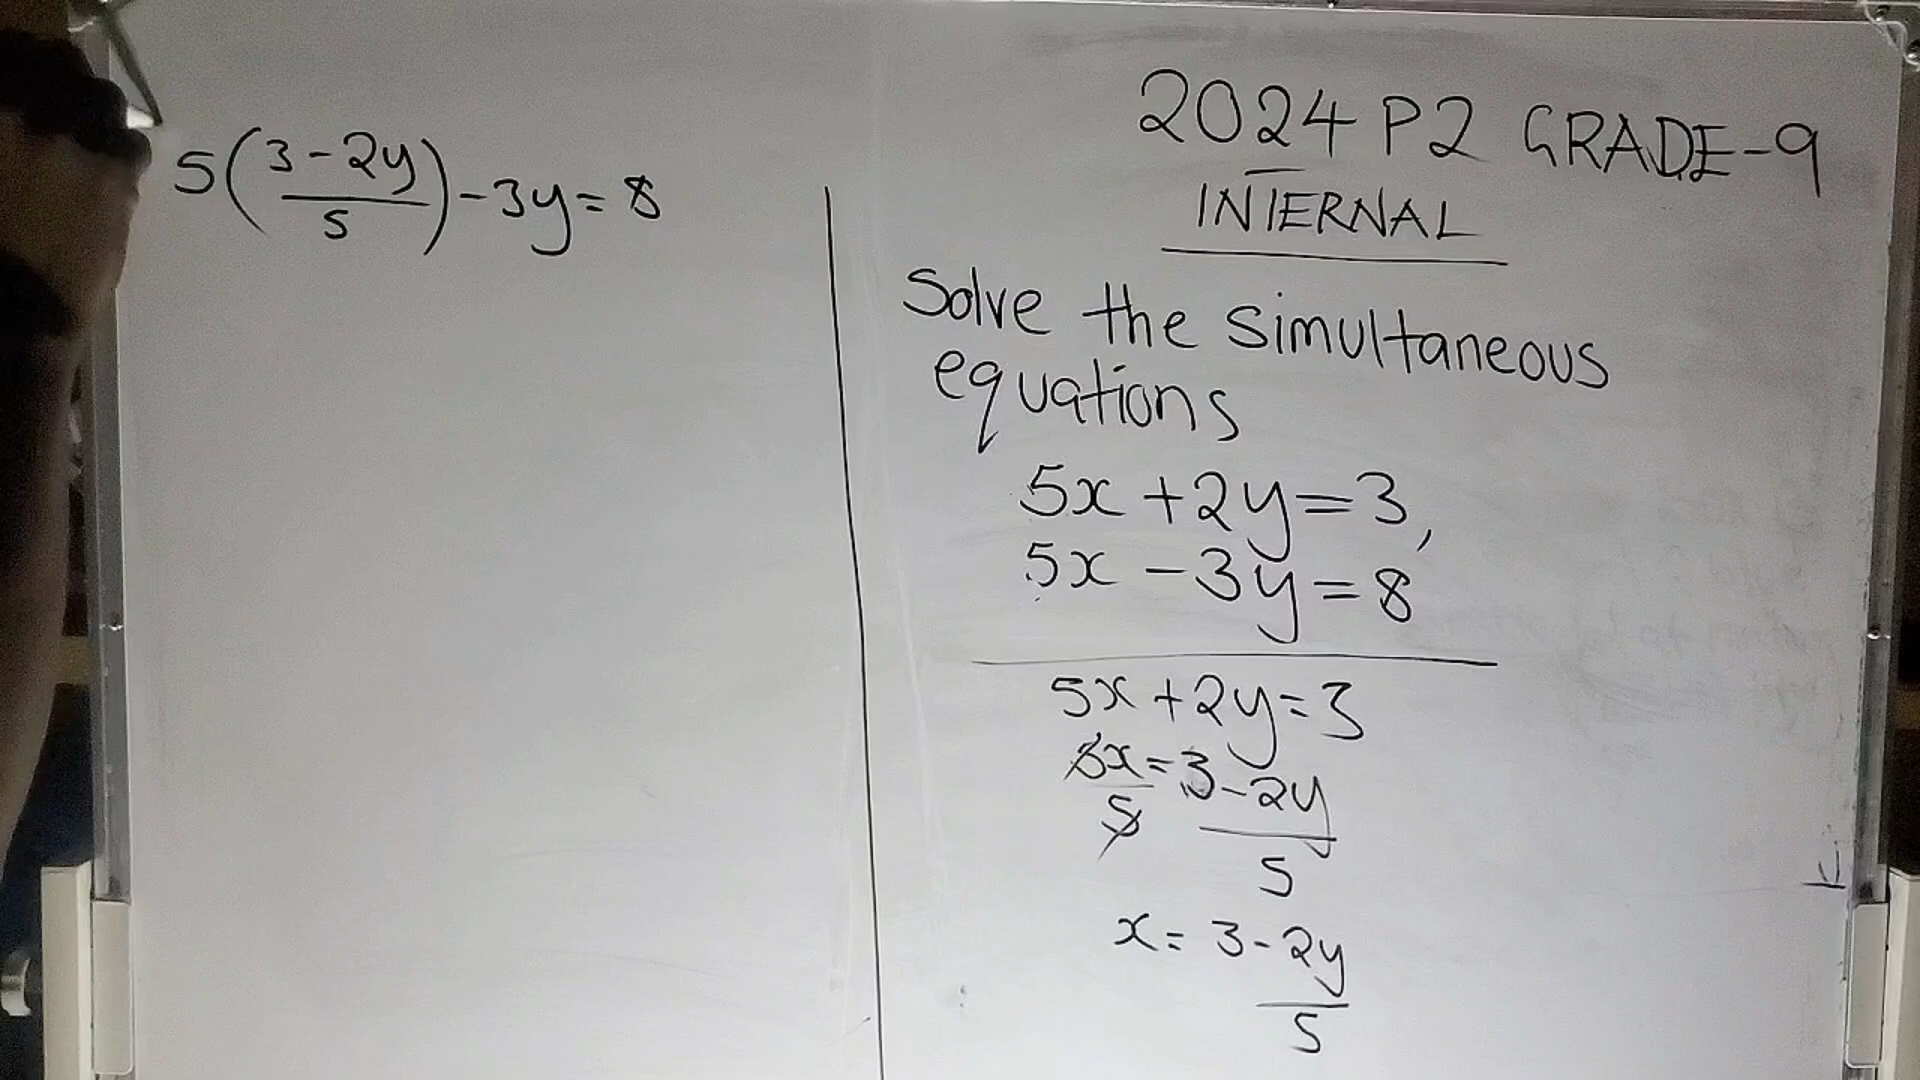 5(3-2y/5)-3y=8
2024 P2 GRADE-9
INTERNAL
Solve the simultaneous
equations
5x+2y=3,
5x-3y=8
5x+2y=3
5x/5=3-2y/5
x=3-2y/5